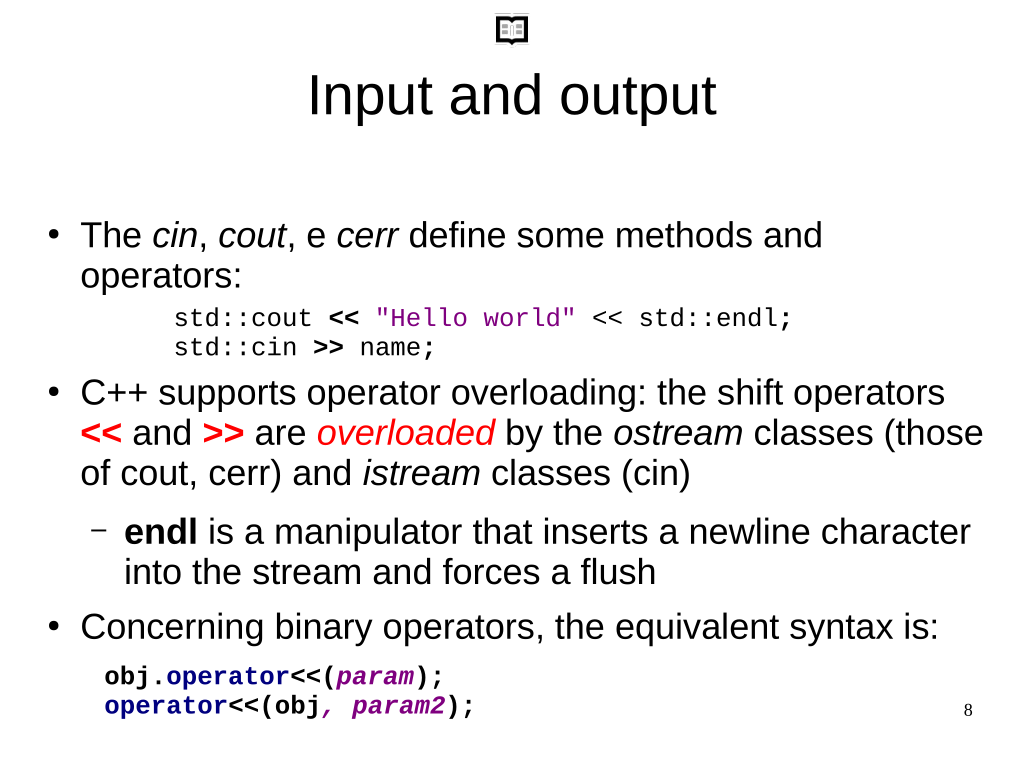 Input and output
• The cin, cout, e cerr define some methods and
operators:
std::cout << "Hello world" << std::endl;
std::cin >> name;
• C++ supports operator overloading: the shift operators
<< and >> are overloaded by the ostream classes (those
of cout, cerr) and istream classes (cin)
– endl is a manipulator that inserts a newline character
into the stream and forces a flush
• Concerning binary operators, the equivalent syntax is:
obj.operator<<(param);
operator<<(obj, param2);
8